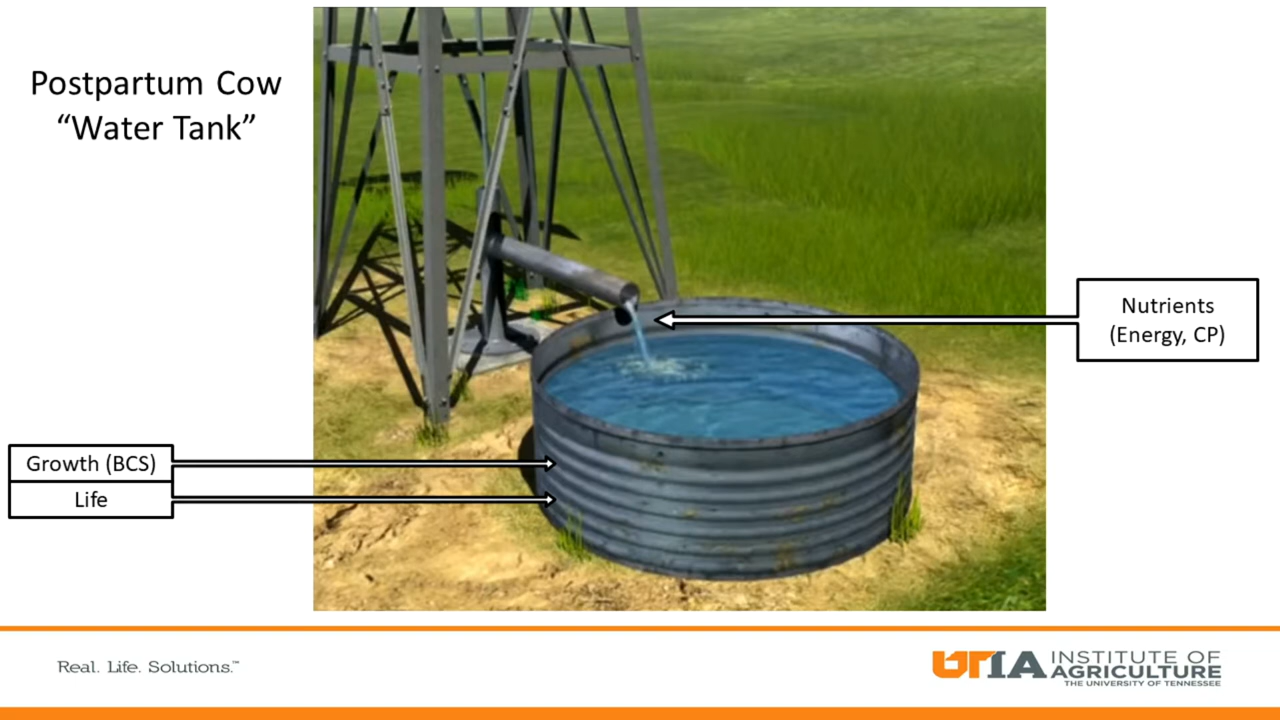 Postpartum Cow
“Water Tank”
Nutrients
(Energy, CP)
Growth (BCS)
Life
Real. Life. Solutions.™
UTIA INSTITUTE OF
AGRICULTURE
THE UNIVERSITY OF TENNESSEE